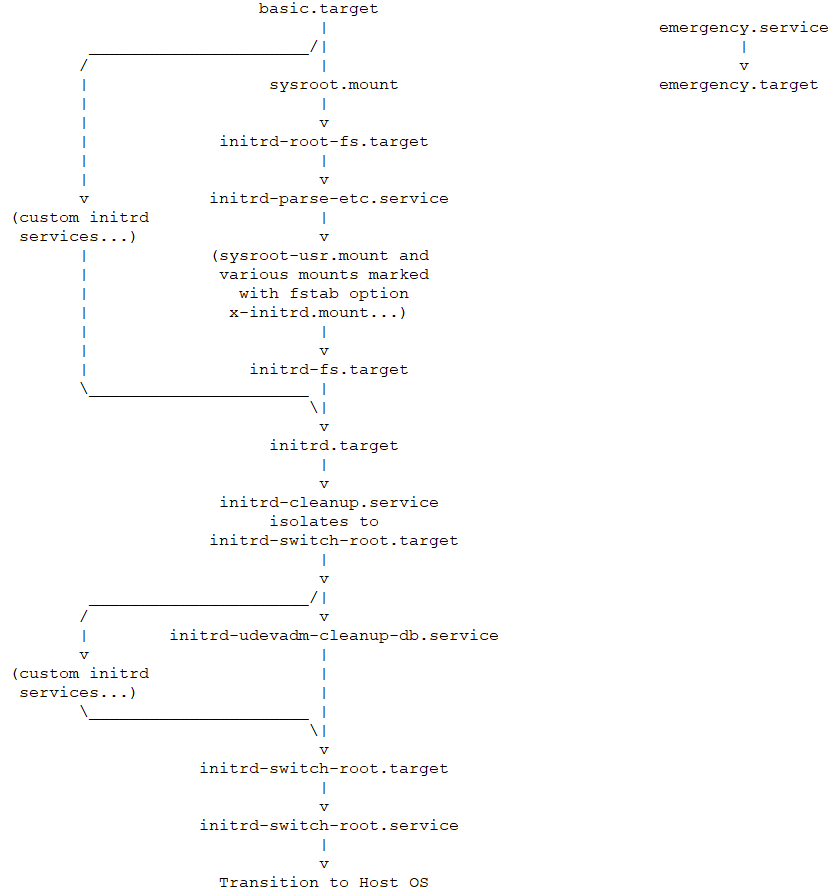 basic.target
emergency.service
emergency.target
sysroot.mount
initrd-root-fs.target
initrd-parse-etc.service
(custom initrd
services...)
(sysroot-usr.mount and
various mounts marked
with fstab option
x-initrd.mount...)
initrd-fs.target
initrd.target
initrd-cleanup.service
isolates to
initrd-switch-root.target
initrd-udevadm-cleanup-db.service
(custom initrd
services...)
initrd-switch-root.target
initrd-switch-root.service
Transition to Host OS